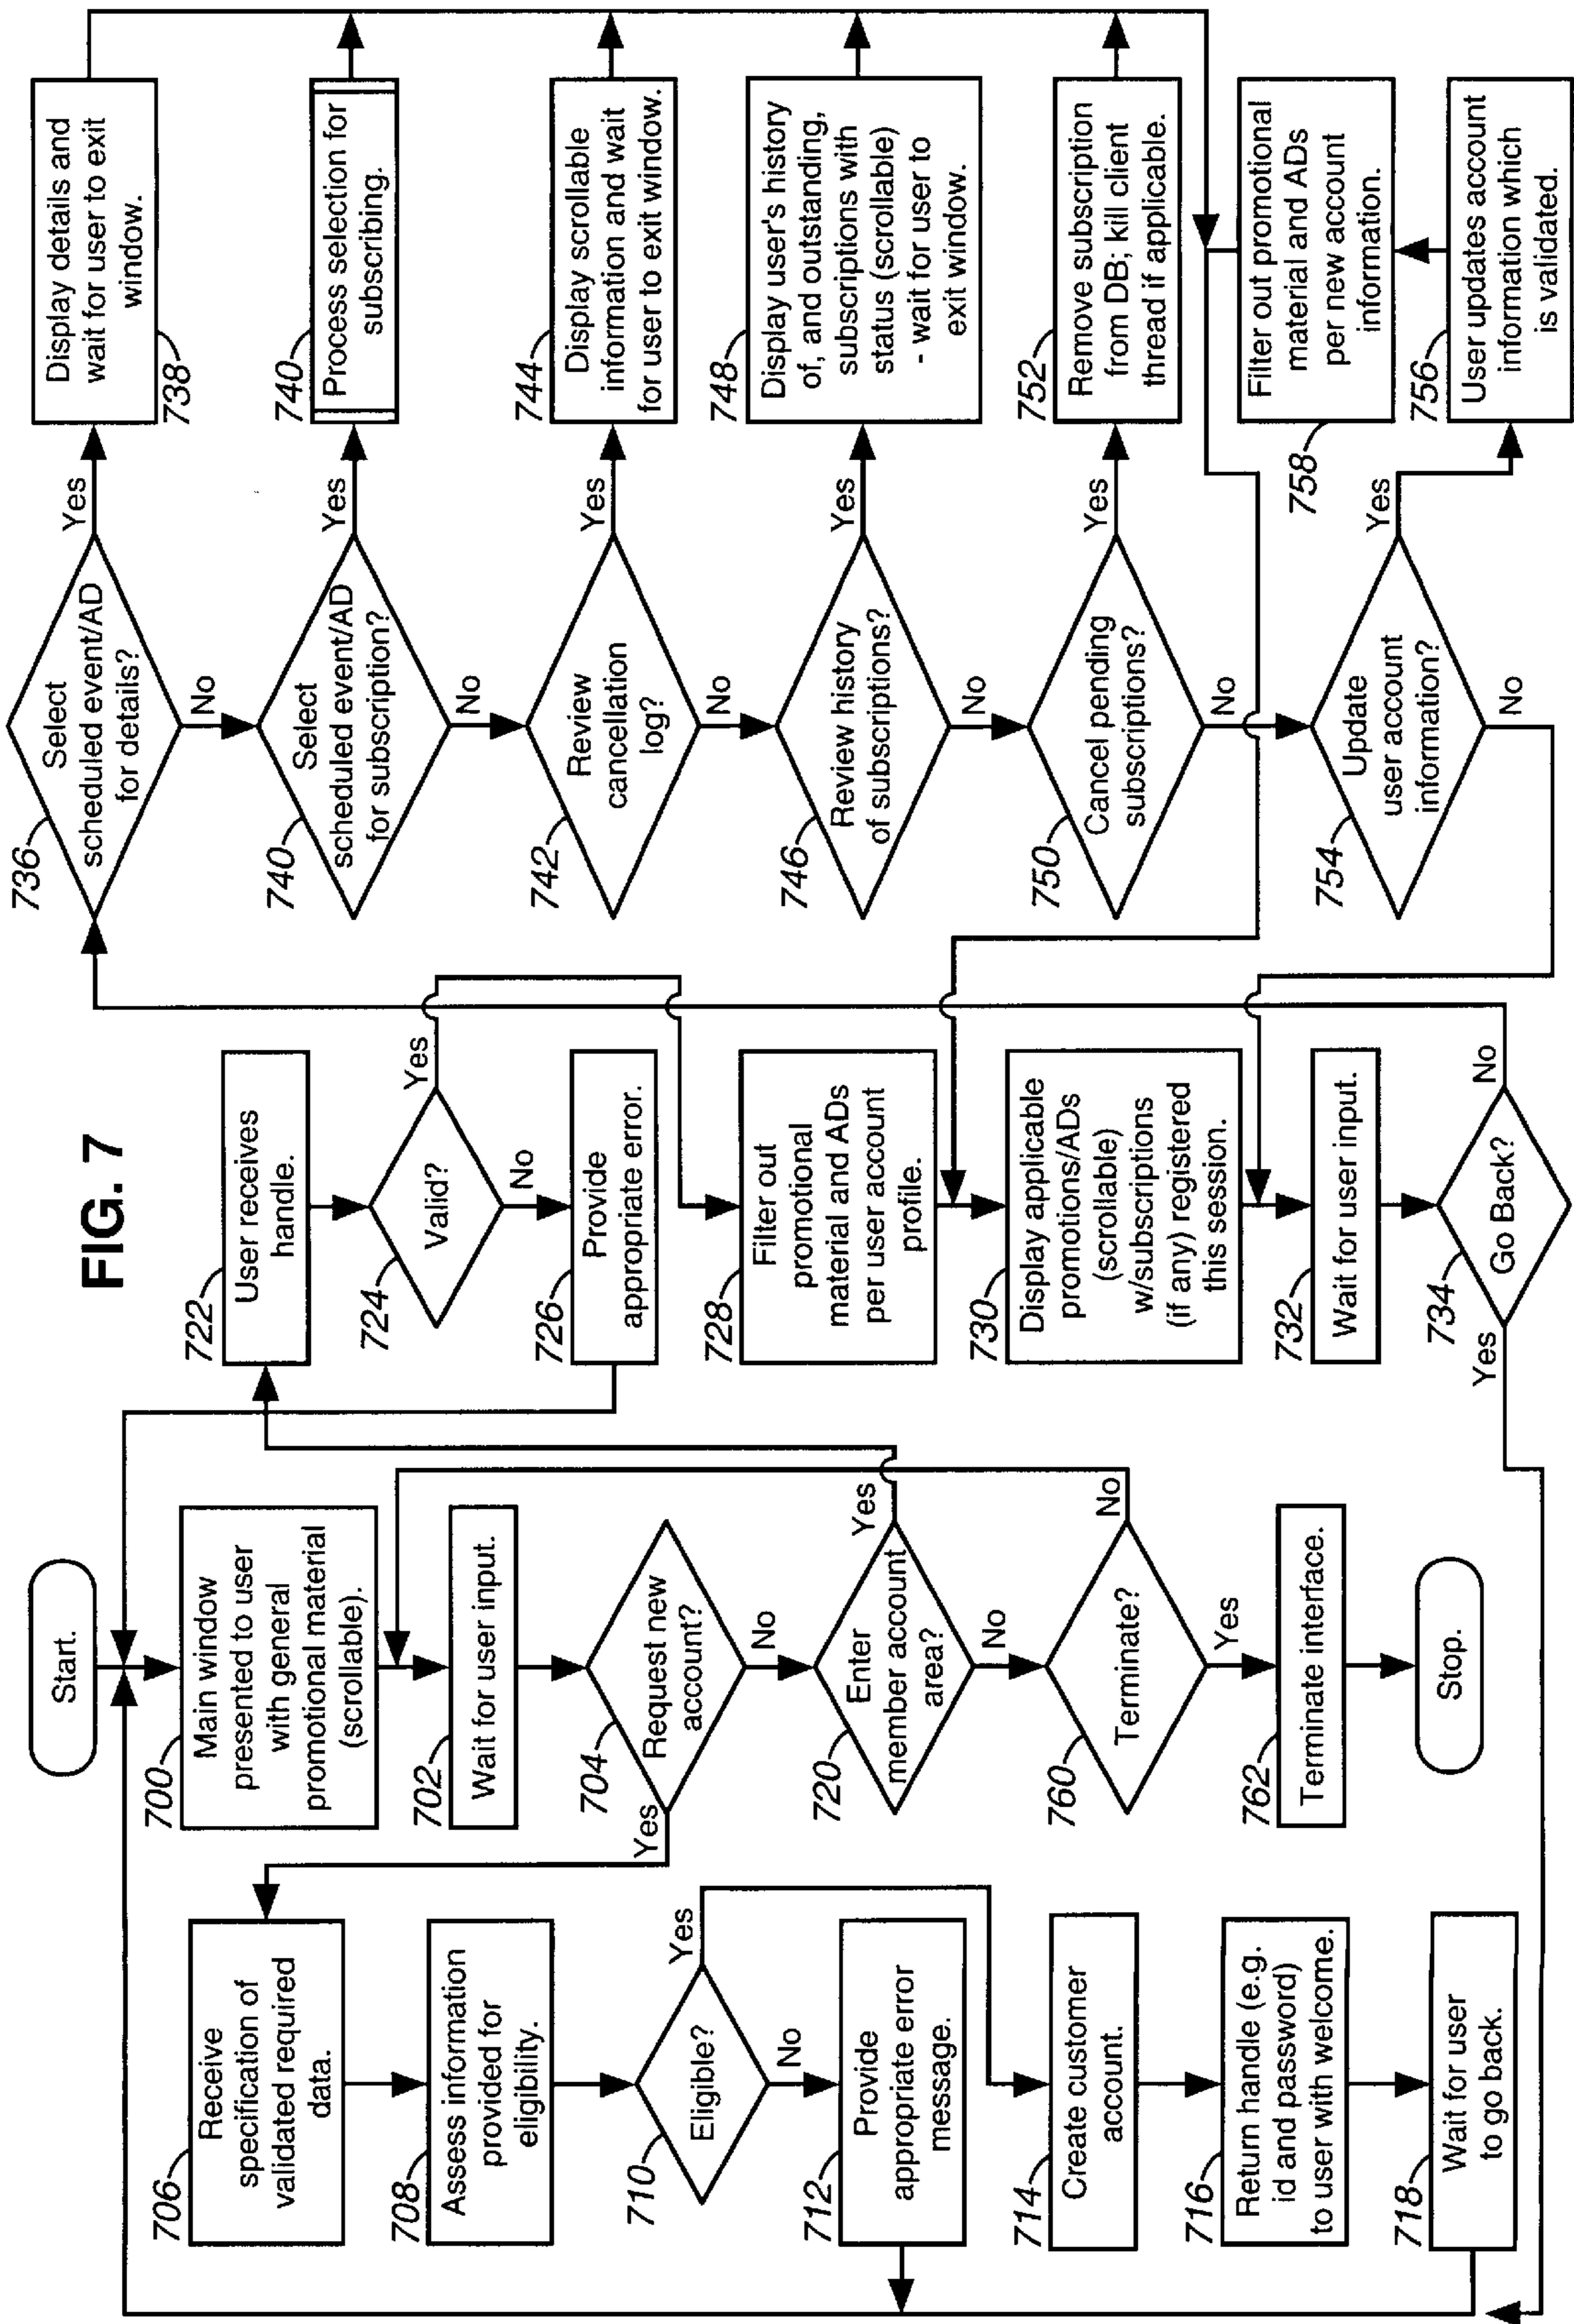 FIG. 7
Start.
700
Main window
presented to user
with general
promotional material
(scrollable).
702
Wait for user input.
704
Request new
account?
Yes
No
706
Receive
specification of
validated required
data.
708
Assess information
provided for
eligibility.
710
Eligible?
Yes
No
712
Provide
appropriate error
message.
714
Create customer
account.
716
Return handle (e.g.
id and password)
to user with welcome.
718
Wait for user
to go back.
720
Enter
member account
area?
Yes
No
760
Terminate?
No
Yes
762
Terminate interface.
Stop.
722
User receives
handle.
724
Valid?
Yes
No
726
Provide
appropriate error.
728
Filter out
promotional
material and ADs
per user account
profile.
730
Display applicable
promotions/ADs
(scrollable)
w/subscriptions
(if any) registered
this session.
732
Wait for user input.
734
Go Back?
Yes
No
736
Select
scheduled event/AD
for details?
Yes
No
738
Display details and
wait for user to exit
window.
740
Select
scheduled event/AD
for subscription?
Yes
No
740
Process selection for
subscribing.
742
Review
cancellation
log?
Yes
No
744
Display scrollable
information and wait
for user to exit window.
746
Review history
of subscriptions?
Yes
No
748
Display user's history
of, and outstanding,
subscriptions with
status (scrollable)
- wait for user to
exit window.
750
Cancel pending
subscriptions?
Yes
No
752
Remove subscription
from DB; kill client
thread if applicable.
754
Update
user account
information?
Yes
No
756
User updates account
information which
is validated.
758
Filter out promotional
material and ADs
per new account
information.